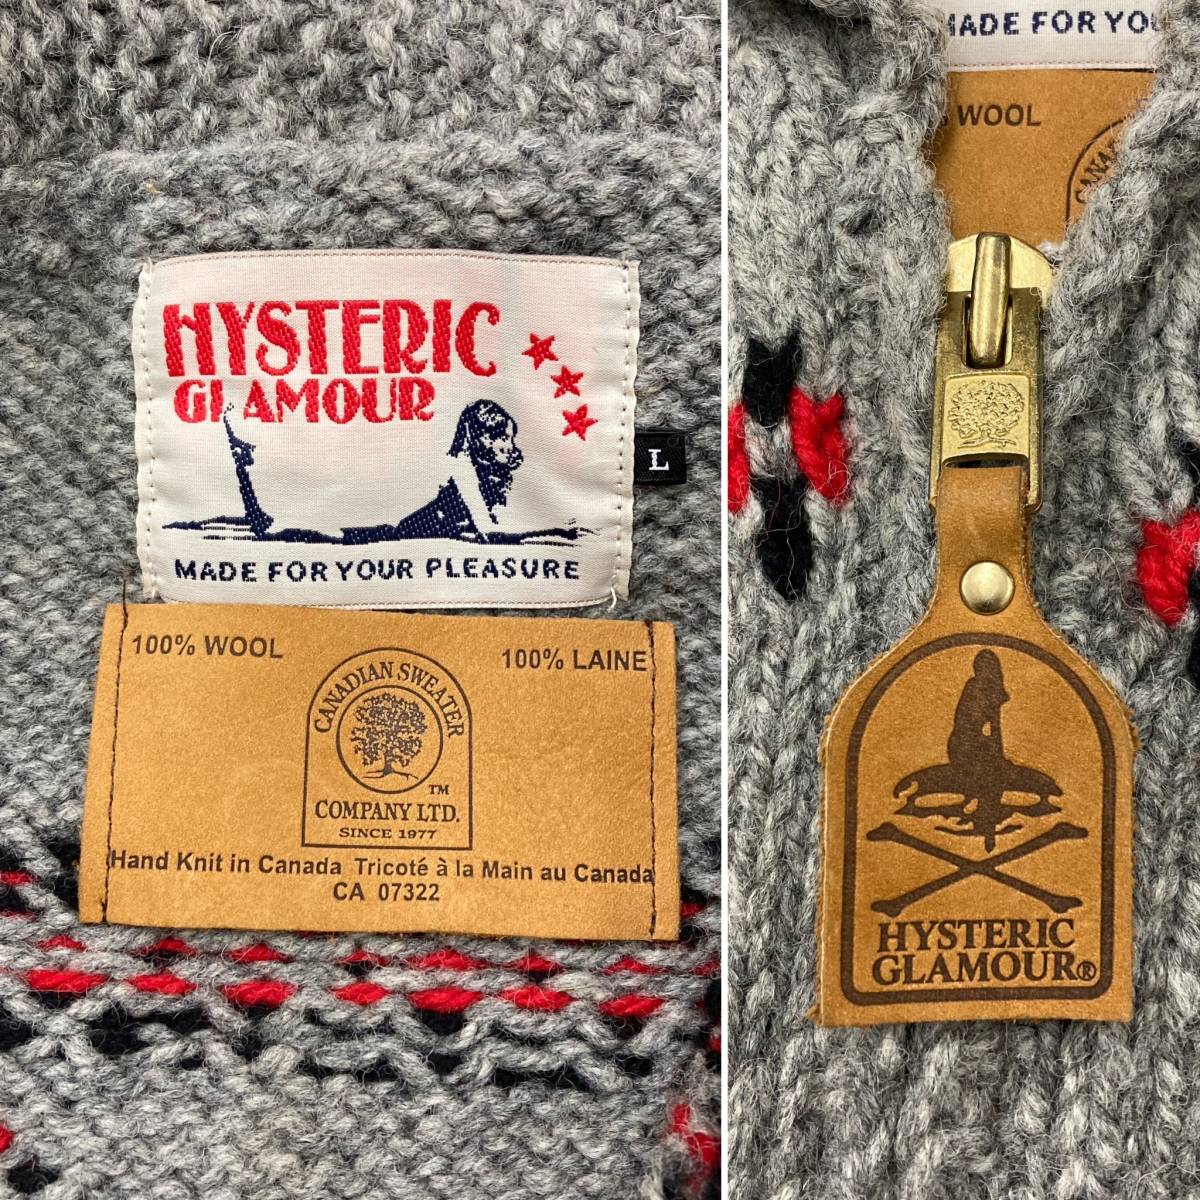 HYSTERIC
GLAMOUR
L
MADE FOR YOUR PLEASURE
100% WOOL
100% LAINE
CANADIAN SWEATER
TM
COMPANY LTD.
SINCE 1977
Hand Knit in Canada Tricoté à la Main au Canada
CA 07322
MADE FOR YOU
WOOL
HYSTERIC
GLAMOUR®